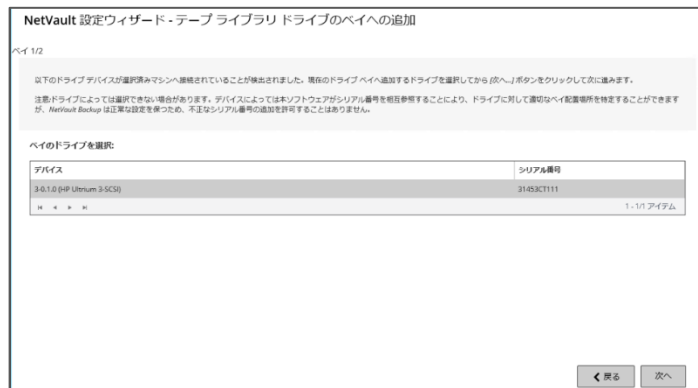 NetVault 設定ウィザード - テープ ライブラリ ドライブのベイへの追加
ベイ 1/2
以下のドライブ デバイスが選択済みマシンへ接続されていることが検出されました。現在のドライブ ベイへ追加するドライブを選択してから [次へ...] ボタンをクリックして次に進みます。
注意:ドライブによっては選択できない場合があります。デバイスによっては本ソフトウェアがシリアル番号を相互参照することにより、ドライブに対して適切なベイ配置場所を特定することができます
が、NetVault Backup は正常な設定を保つため、不正なシリアル番号の追加を許可することはありません。
ベイのドライブを選択:
デバイス シリアル番号
3-0.1.0 (HP Ultrium 3-SCSI) 31453CT111
1 - 1/1 アイテム
戻る 次へ